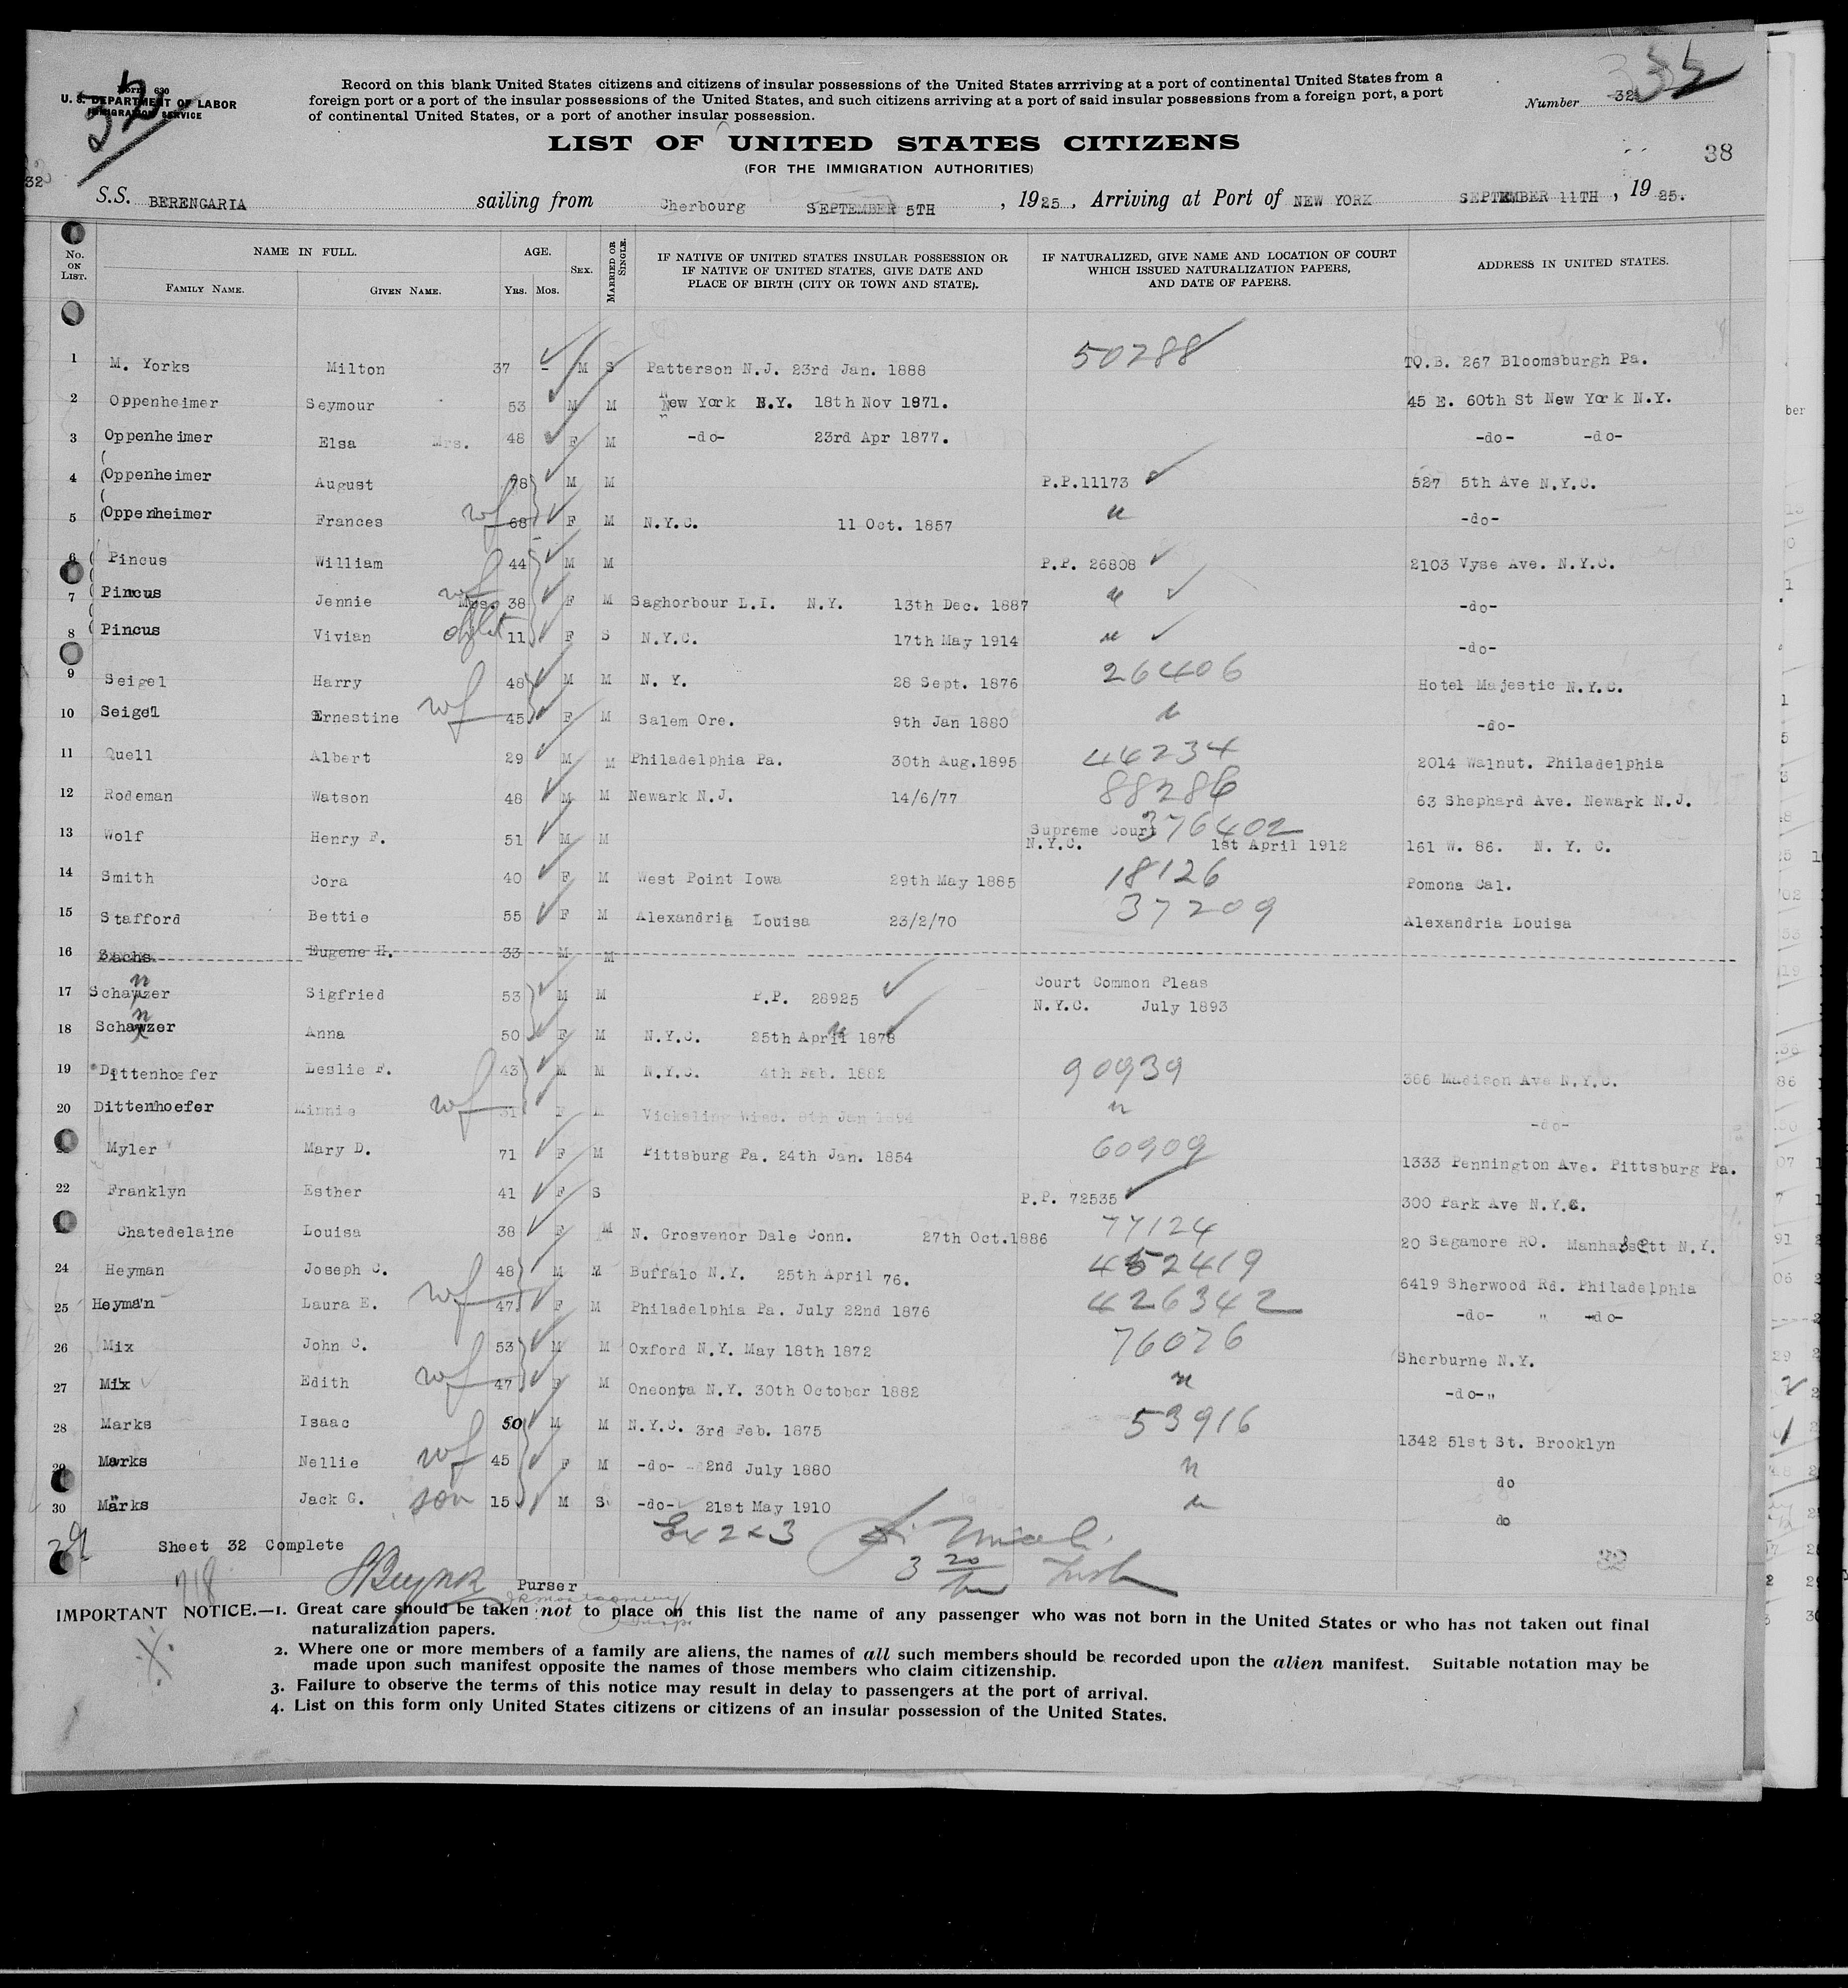 Form 630
U. S. DEPARTMENT OF LABOR
IMMIGRATION SERVICE
32
Record on this blank United States citizens and citizens of insular possessions of the United States arrriving at a port of continental United States from a
foreign port or a port of the insular possessions of the United States, and such citizens arriving at a port of said insular possessions from a foreign port, a port
of continental United States, or a port of another insular possession.
Number 32
LIST OF UNITED STATES CITIZENS
(FOR THE IMMIGRATION AUTHORITIES)
38
32
S.S. BERENGARIA sailing from Cherbourg SEPTEMBER 5TH, 1925, Arriving at Port of NEW YORK SEPTEMBER 11TH, 1925.
No. on List. NAME IN FULL. Family Name. Given Name. AGE. Yrs. Mos. Sex. Married or Single. IF NATIVE OF UNITED STATES INSULAR POSSESSION OR IF NATIVE OF UNITED STATES, GIVE DATE AND PLACE OF BIRTH (CITY OR TOWN AND STATE). IF NATURALIZED, GIVE NAME AND LOCATION OF COURT WHICH ISSUED NATURALIZATION PAPERS, AND DATE OF PAPERS. ADDRESS IN UNITED STATES.
1 M. Yorks Milton 37 - M S Patterson N.J. 23rd Jan. 1888 50288 TO.B. 267 Bloomsburgh Pa.
2 Oppenheimer Seymour 53 M M New York N.Y. 18th Nov 1871. 45 E. 60th St New York N.Y.
3 Oppenheimer Elsa Mrs. 48 F M -do- 23rd Apr 1877. -do- -do-
4 (Oppenheimer August 78 M M P.P.11173 527 5th Ave N.Y.C.
5 (Oppenheimer Frances wf 68 F M N.Y.C. 11 Oct. 1857 " -do-
6 ( Pincus William 44 M M P.P. 26808 2103 Vyse Ave. N.Y.C.
7 ( Pincus Jennie Mrs. wf 38 F M Saghorbour L.I. N.Y. 13th Dec. 1887 " -do-
8 ( Pincus Vivian 11 F S N.Y.C. 17th May 1914 " -do-
9 Seigel Harry 48 M M N. Y. 28 Sept. 1876 26406 Hotel Majestic N.Y.C.
10 Seigel Ernestine wf 45 F M Salem Ore. 9th Jan 1880 " -do-
11 Quell Albert 29 M M Philadelphia Pa. 30th Aug.1895 44234 2014 Walnut. Philadelphia
12 Rodeman Watson 48 M M Newark N.J. 14/6/77 88286 63 Shephard Ave. Newark N.J.
13 Wolf Henry F. 51 M M Supreme Court 376402 N.Y.C. 1st April 1912 161 W. 86. N. Y. C.
14 Smith Cora 40 F M West Point Iowa 29th May 1885 18126 Pomona Cal.
15 Stafford Bettie 55 F M Alexandria Louisa 23/2/70 37209 Alexandria Louisa
16 Sachs Eugene H. 33 M M
17 Schanzer Sigfried 53 M M P.P. 28925 Court Common Pleas N.Y.C. July 1893
18 Schanzer Anna 50 F M N.Y.C. 25th April 1875
19 Dittenhoefer Leslie F. 43 M M N.Y.C. 4th Feb. 1882 90939 366 Madison Ave N.Y.C.
20 Dittenhoefer Minnie wf 31 F M Wisc. 8th Jan 1894 " -do-
Myler Mary D. 71 F M Pittsburg Pa. 24th Jan. 1854 60909 1333 Pennington Ave. Pittsburg Pa.
22 Franklyn Esther 41 F S P.P. 72535 300 Park Ave N.Y.C.
Chatedelaine Louisa 38 F M N. Grosvenor Dale Conn. 27th Oct.1886 77124 20 Sagamore RO. Manhassett N.Y.
24 Heyman Joseph C. 48 M M Buffalo N.Y. 25th April 76. 452419 6419 Sherwood Rd. Philadelphia
25 Heyman Laura E. wf 47 F M Philadelphia Pa. July 22nd 1876 426342 -do- " -do-
26 Mix John C. 53 M M Oxford N.Y. May 18th 1872 76076 Sherburne N.Y.
27 Mix Edith wf 47 F M Oneonta N.Y. 30th October 1882 " -do-"
28 Marks Isaac 50 M M N.Y.C. 3rd Feb. 1875 53916 1342 51st St. Brooklyn
29 Marks Nellie wf 45 F M -do- 2nd July 1880 " do
30 Marks Jack G. son 15 M S -do- 21st May 1910 " do
Ex 2 & 3
Sheet 32 Complete
718
Purser
IMPORTANT NOTICE.—1. Great care should be taken not to place on this list the name of any passenger who was not born in the United States or who has not taken out final
naturalization papers.
2. Where one or more members of a family are aliens, the names of all such members should be recorded upon the alien manifest. Suitable notation may be
made upon such manifest opposite the names of those members who claim citizenship.
3. Failure to observe the terms of this notice may result in delay to passengers at the port of arrival.
4. List on this form only United States citizens or citizens of an insular possession of the United States.